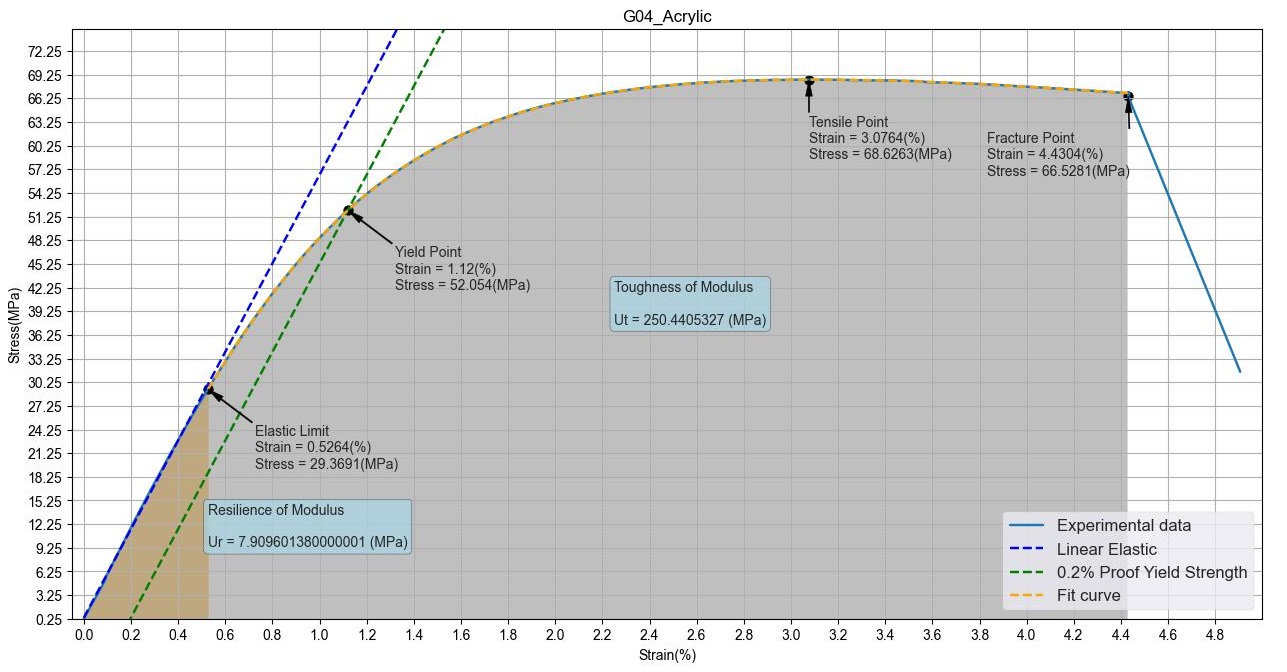 G04_Acrylic
Stress(MPa)
72.25
69.25
66.25
63.25
60.25
57.25
54.25
51.25
48.25
45.25
42.25
39.25
36.25
33.25
30.25
27.25
24.25
21.25
18.25
15.25
12.25
9.25
6.25
3.25
0.25
Tensile Point
Strain = 3.0764(%)
Stress = 68.6263(MPa)
Fracture Point
Strain = 4.4304(%)
Stress = 66.5281(MPa)
Yield Point
Strain = 1.12(%)
Stress = 52.054(MPa)
Toughness of Modulus
Ut = 250.4405327 (MPa)
Elastic Limit
Strain = 0.5264(%)
Stress = 29.3691(MPa)
Resilience of Modulus
Ur = 7.909601380000001 (MPa)
Experimental data
Linear Elastic
0.2% Proof Yield Strength
Fit curve
0.0 0.2 0.4 0.6 0.8 1.0 1.2 1.4 1.6 1.8 2.0 2.2 2.4 2.6 2.8 3.0 3.2 3.4 3.6 3.8 4.0 4.2 4.4 4.6 4.8
Strain(%)